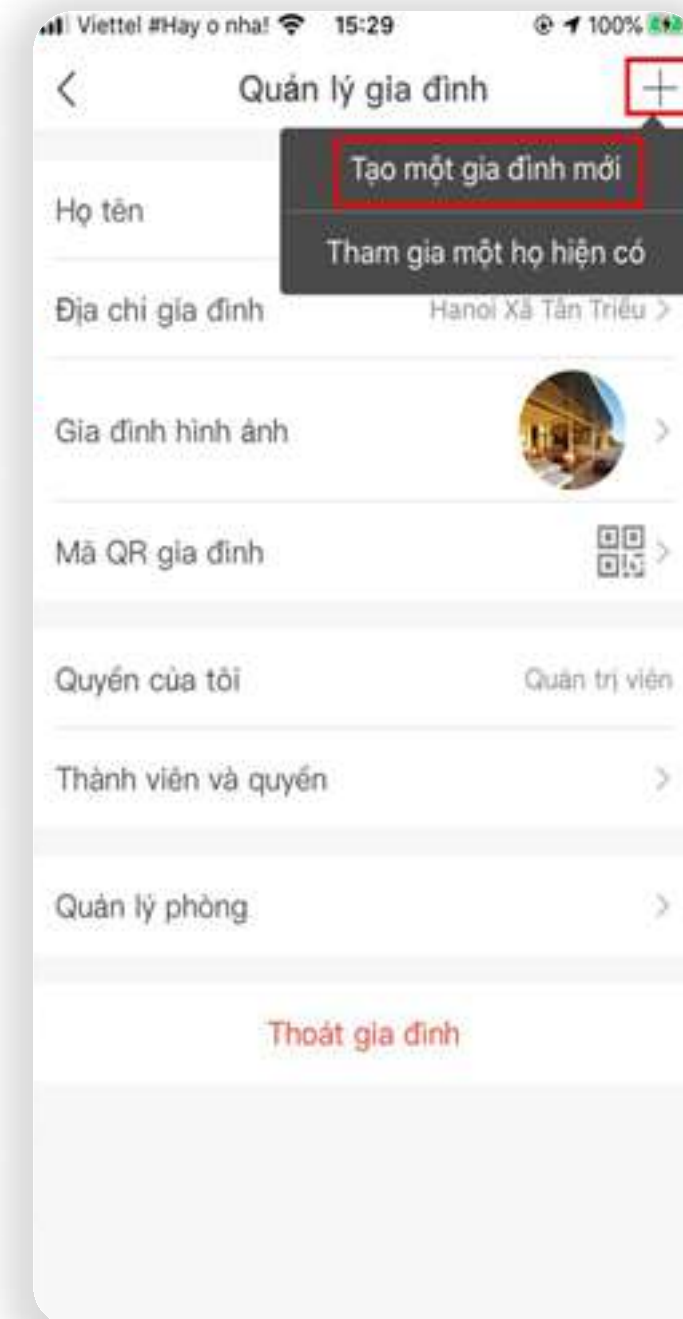 Viettel #Hay o nha! 15:29 100%
Quản lý gia đình
Tạo một gia đình mới
Họ tên
Tham gia một họ hiện có
Địa chỉ gia đình Hanoi Xã Tân Triều
Gia đình hình ảnh
Mã QR gia đình
Quyền của tôi Quản trị viên
Thành viên và quyền
Quản lý phòng
Thoát gia đình